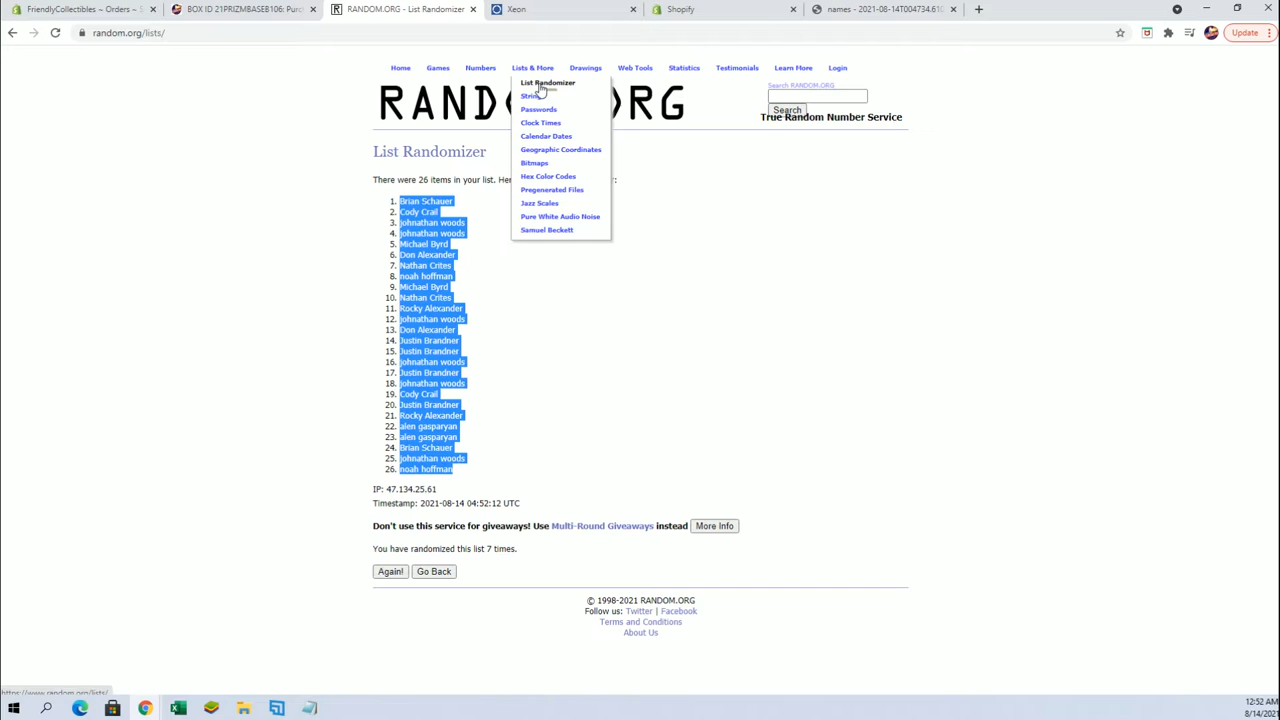 FriendlyCollectibles ~ Orders ~ S
BOX ID 21PRIZMBASEB106: Purc
RANDOM.ORG - List Randomizer
Xeon
Shopify
names - 2021-08-14T004734.618
random.org/lists/
Update
Home Games Numbers Lists & More Drawings Web Tools Statistics Testimonials Learn More Login
List Randomizer
Strings
Passwords
Clock Times
Calendar Dates
Geographic Coordinates
Bitmaps
Hex Color Codes
Pregenerated Files
Jazz Scales
Pure White Audio Noise
Samuel Beckett
Search RANDOM.ORG
Search
True Random Number Service
List Randomizer
There were 26 items in your list. Her
1. Brian Schauer
2. Cody Crail
3. johnathan woods
4. johnathan woods
5. Michael Byrd
6. Don Alexander
7. Nathan Crites
8. noah hoffman
9. Michael Byrd
10. Nathan Crites
11. Rocky Alexander
12. johnathan woods
13. Don Alexander
14. Justin Brandner
15. Justin Brandner
16. johnathan woods
17. Justin Brandner
18. johnathan woods
19. Cody Crail
20. Justin Brandner
21. Rocky Alexander
22. alen gasparyan
23. alen gasparyan
24. Brian Schauer
25. johnathan woods
26. noah hoffman
IP: 47.134.25.61
Timestamp: 2021-08-14 04:52:12 UTC
Don't use this service for giveaways! Use Multi-Round Giveaways instead More Info
You have randomized this list 7 times.
Again! Go Back
© 1998-2021 RANDOM.ORG
Follow us: Twitter | Facebook
Terms and Conditions
About Us
https://www.random.org/lists/
12:52 AM
8/14/2021